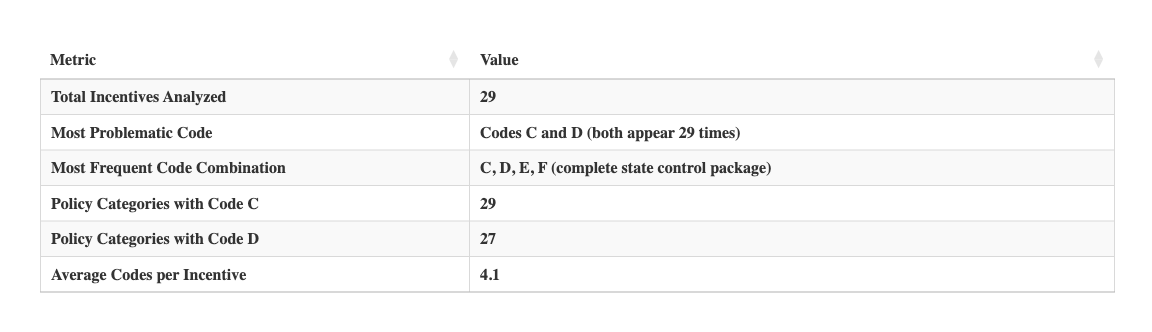 Metric Value
Total Incentives Analyzed 29
Most Problematic Code Codes C and D (both appear 29 times)
Most Frequent Code Combination C, D, E, F (complete state control package)
Policy Categories with Code C 29
Policy Categories with Code D 27
Average Codes per Incentive 4.1